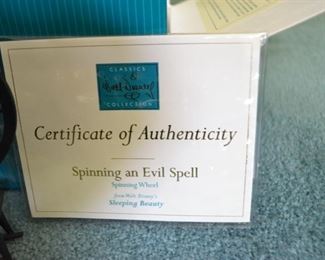 CLASSICS
Walt Disney
COLLECTION
Certificate of Authenticity
Spinning an Evil Spell
Spinning Wheel
from Walt Disney's
Sleeping Beauty